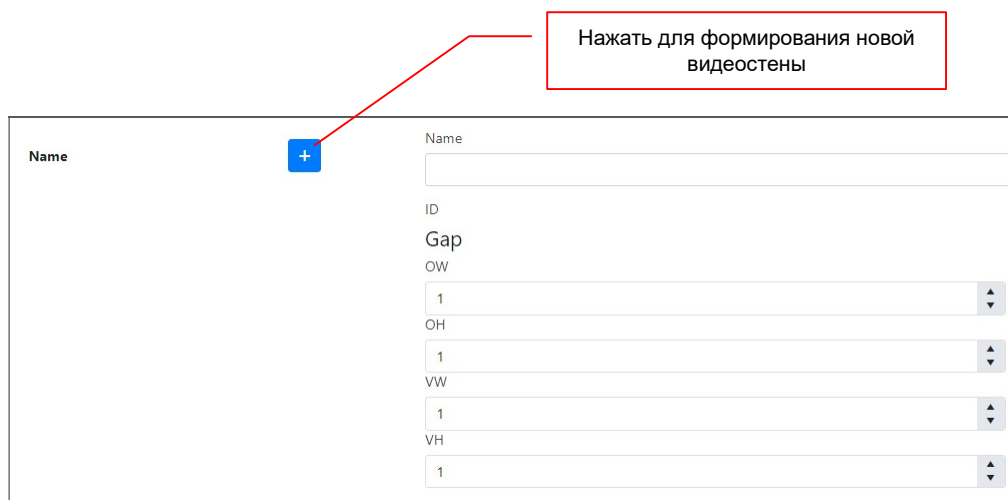 Нажать для формирования новой
видеостены
Name
+
Name
ID
Gap
OW
1
OH
1
VW
1
VH
1